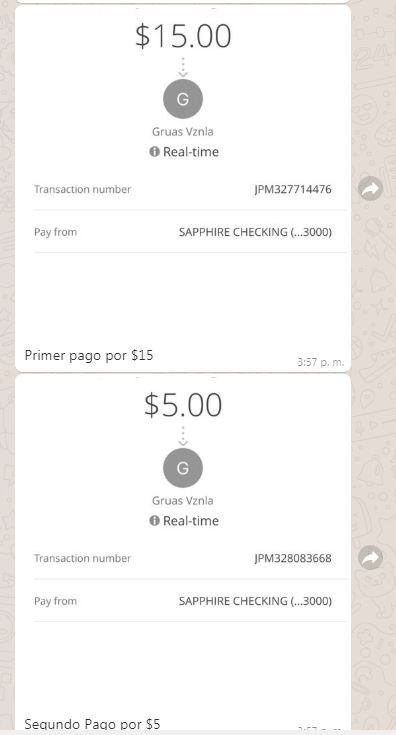 $15.00
G
Gruas Vznla
Real-time
Transaction number JPM327714476
Pay from SAPPHIRE CHECKING (...3000)
Primer pago por $15
3:57 p. m.
$5.00
G
Gruas Vznla
Real-time
Transaction number JPM328083668
Pay from SAPPHIRE CHECKING (...3000)
Segundo Pago por $5